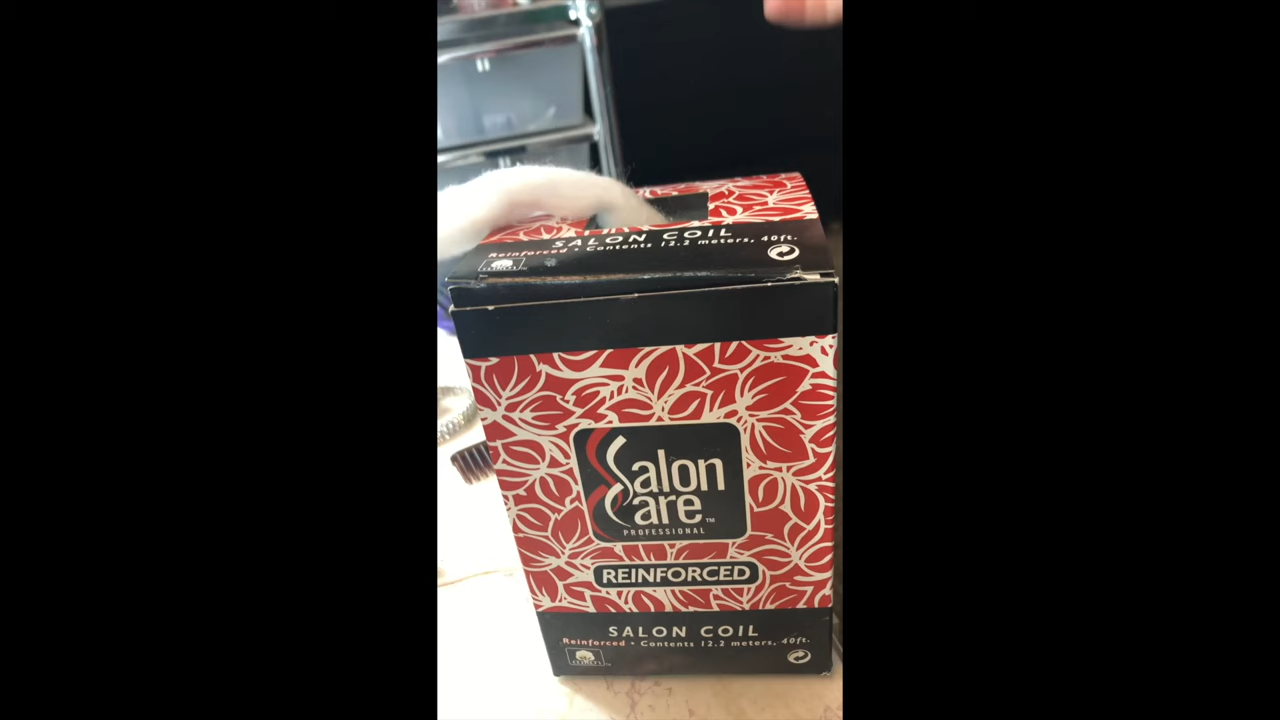 SALON COIL
Reinforced • Contents 12.2 meters, 40ft.
Salon
Care™
PROFESSIONAL
REINFORCED
SALON COIL
Reinforced • Contents 12.2 meters, 40ft.